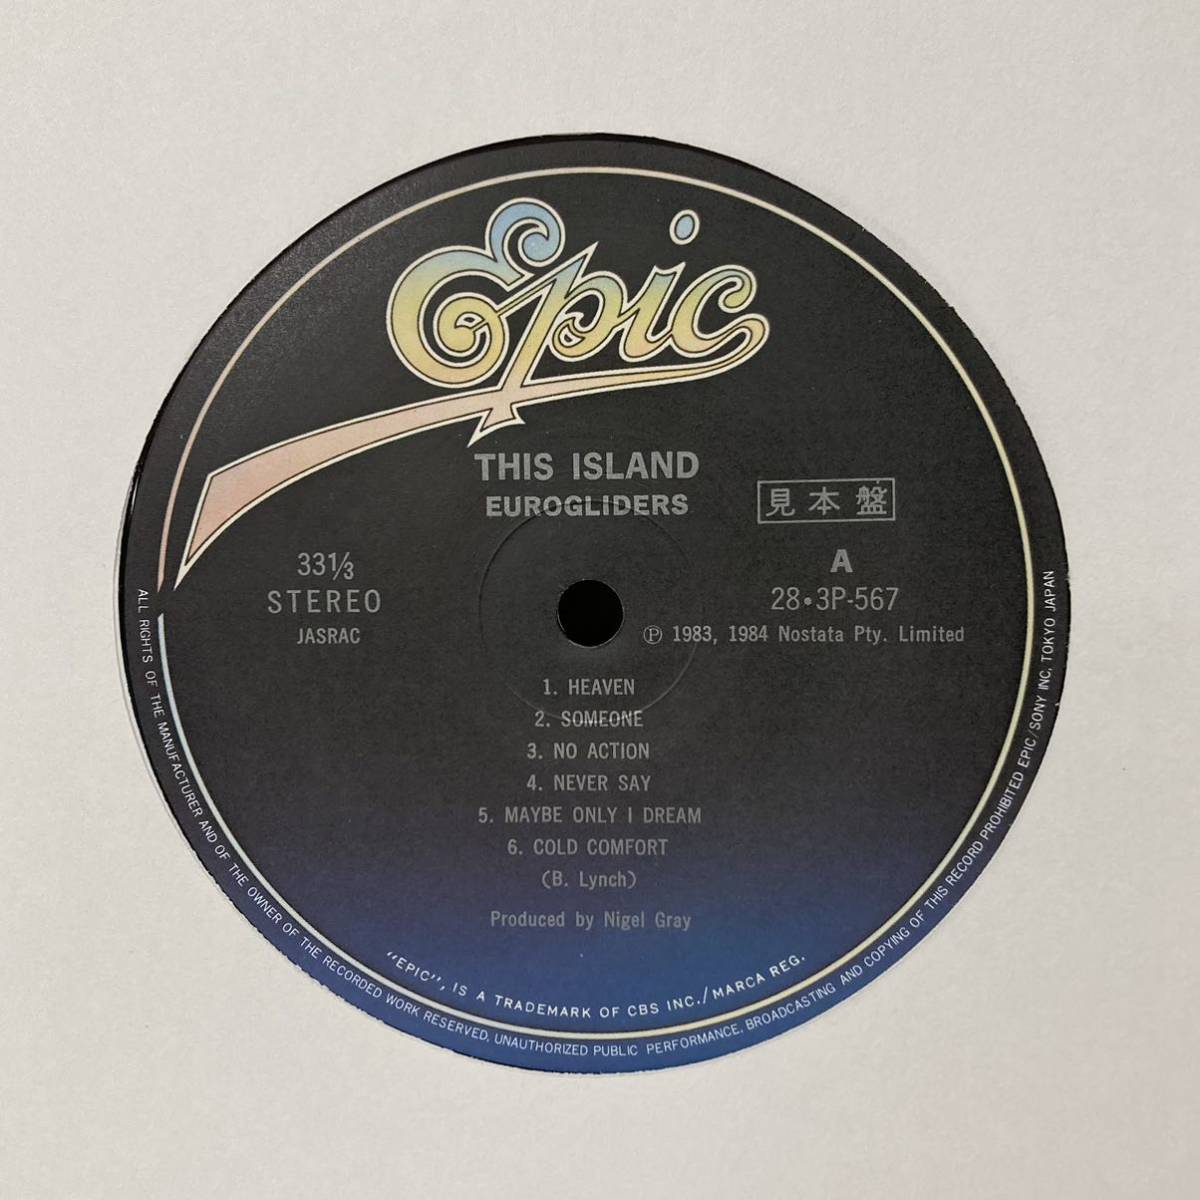 Epic
THIS ISLAND
EUROGLIDERS
見本盤
33⅓
STEREO
JASRAC
A
28・3P-567
Ⓟ 1983, 1984 Nostata Pty. Limited
1. HEAVEN
2. SOMEONE
3. NO ACTION
4. NEVER SAY
5. MAYBE ONLY I DREAM
6. COLD COMFORT
(B. Lynch)
Produced by Nigel Gray
"EPIC", IS A TRADEMARK OF CBS INC./MARCA REG.
ALL RIGHTS OF THE MANUFACTURER AND OF THE OWNER OF THE RECORDED WORK RESERVED, UNAUTHORIZED PUBLIC PERFORMANCE, BROADCASTING AND COPYING OF THIS RECORD PROHIBITED EPIC/SONY INC, TOKYO JAPAN